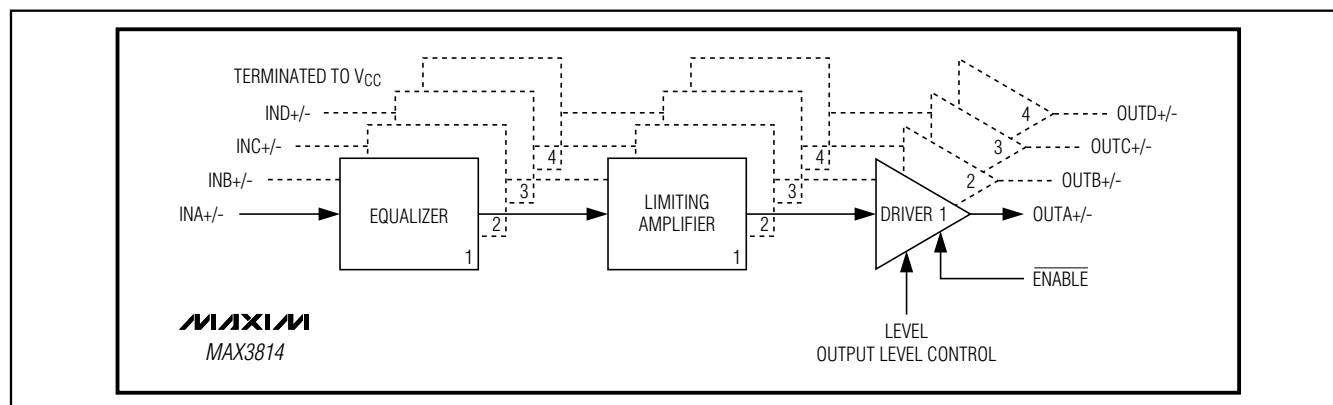 TERMINATED TO VCC
IND+/-
INC+/-
INB+/-
INA+/-
EQUALIZER
1
2
3
4
LIMITING
AMPLIFIER
1
2
3
4
DRIVER 1
2
3
4
OUTD+/-
OUTC+/-
OUTB+/-
OUTA+/-
ENABLE
LEVEL
OUTPUT LEVEL CONTROL
MAXIM
MAX3814